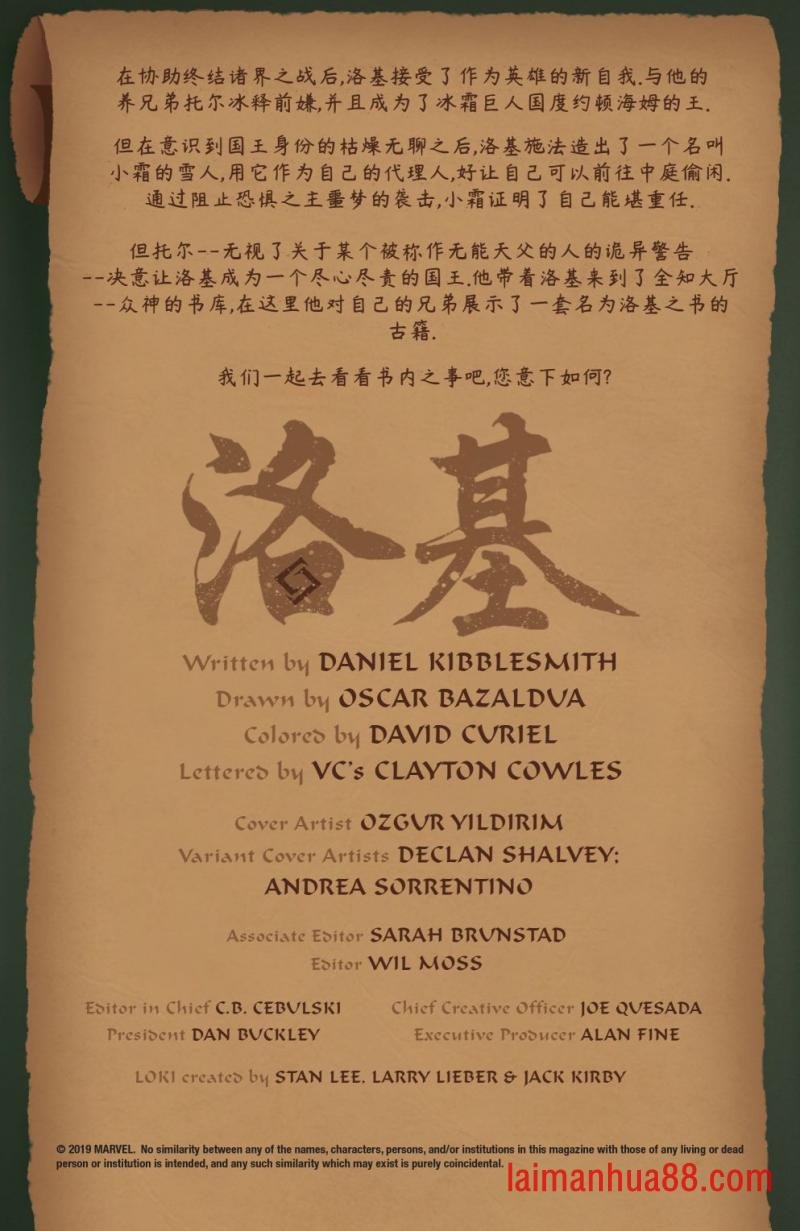 在协助终结诸界之战后,洛基接受了作为英雄的新自我.与他的
养兄弟托尔冰释前嫌,并且成为了冰霜巨人国度约顿海姆的王.
但在意识到国王身份的枯燥无聊之后,洛基施法造出了一个名叫
小霜的雪人,用它作为自己的代理人,好让自己可以前往中庭偷闲.
通过阻止恐惧之主噩梦的袭击,小霜证明了自己能堪重任.
但托尔--无视了关于某个被称作无能天父的人的诡异警告
--决意让洛基成为一个尽心尽责的国王.他带着洛基来到了全知大厅
--众神的书库,在这里他对自己的兄弟展示了一套名为洛基之书的
古籍.
我们一起去看看书内之事吧,您意下如何?
洛基
Written by DANIEL KIBBLESMITH
Drawn by OSCAR BAZALDUA
Colored by DAVID CURIEL
Lettered by VC's CLAYTON COWLES
Cover Artist OZGUR YILDIRIM
Variant Cover Artists DECLAN SHALVEY;
ANDREA SORRENTINO
Associate Editor SARAH BRUNSTAD
Editor WIL MOSS
Editor in Chief C.B. CEBULSKI Chief Creative Officer JOE QUESADA
President DAN BUCKLEY Executive Producer ALAN FINE
LOKI created by STAN LEE, LARRY LIEBER & JACK KIRBY
© 2019 MARVEL. No similarity between any of the names, characters, persons, and/or institutions in this magazine with those of any living or dead
person or institution is intended, and any such similarity which may exist is purely coincidental.
laimanhua88.com